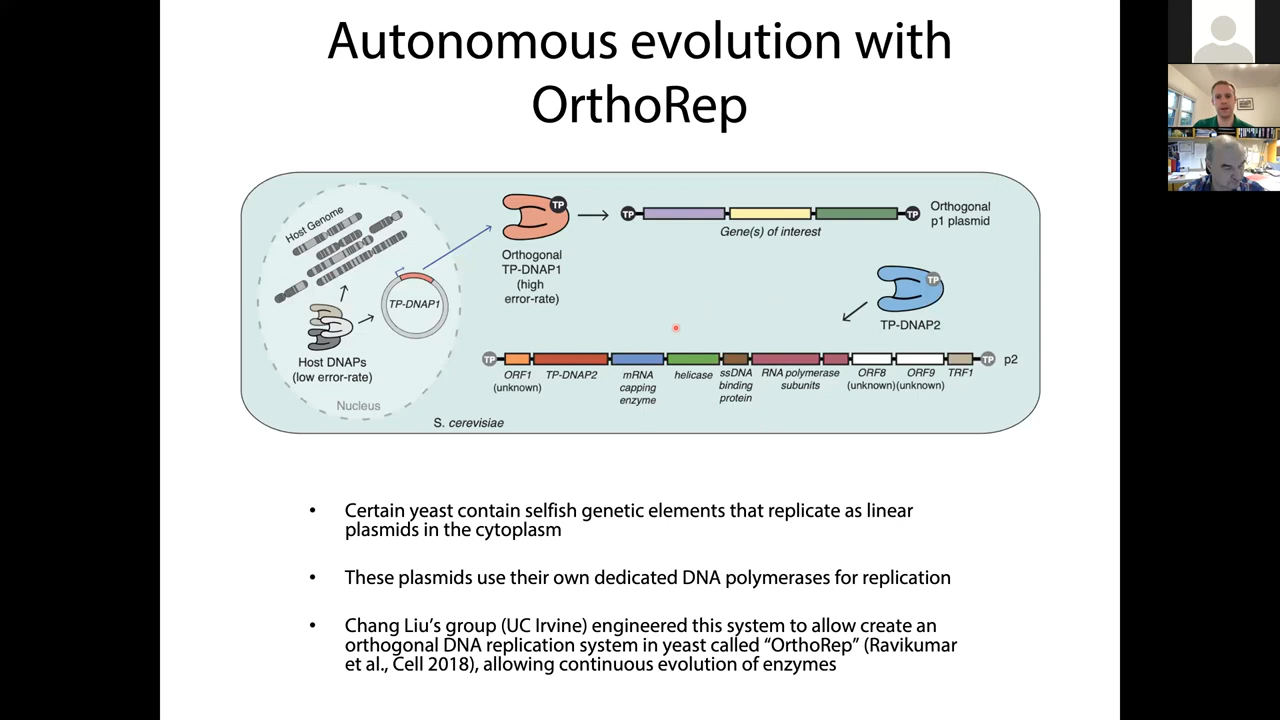 Autonomous evolution with
OrthoRep
Host Genome
TP-DNAP1
Host DNAPs
(low error-rate)
Nucleus
S. cerevisiae
TP
Orthogonal
TP-DNAP1
(high
error-rate)
TP
TP
Gene(s) of interest
Orthogonal
p1 plasmid
TP
TP-DNAP2
TP
TP
p2
ORF1
(unknown)
TP-DNAP2
mRNA
capping
enzyme
helicase
ssDNA
binding
protein
RNA polymerase
subunits
ORF8
(unknown)
ORF9
(unknown)
TRF1
• Certain yeast contain selfish genetic elements that replicate as linear
plasmids in the cytoplasm
• These plasmids use their own dedicated DNA polymerases for replication
• Chang Liu’s group (UC Irvine) engineered this system to allow create an
orthogonal DNA replication system in yeast called “OrthoRep” (Ravikumar
et al., Cell 2018), allowing continuous evolution of enzymes